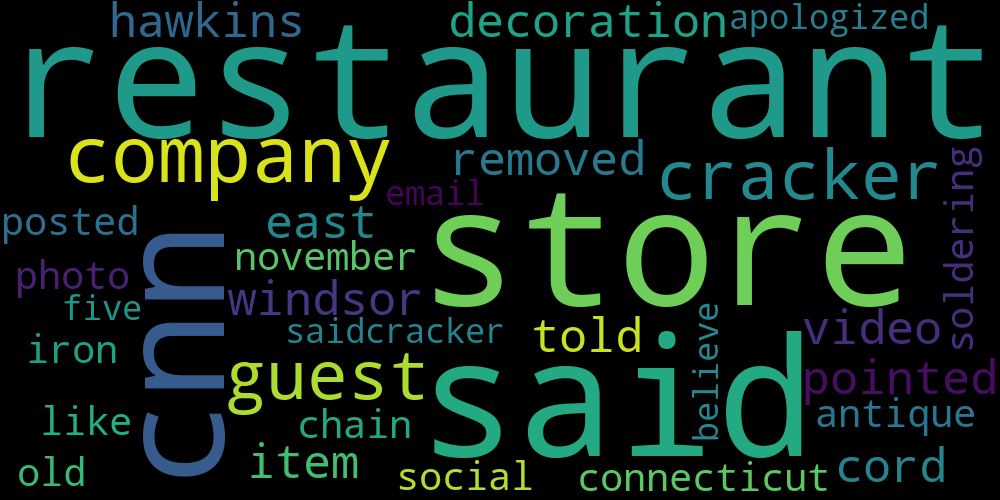 hawkins
decoration
apologized
restaurant
company
removed
cracker
soldering
email
posted
east
store
cnn
november
photo
windsor
five
saidcracker
told
believe
video
iron
guest
said
pointed
like
chain
antique
old
item
social
connecticut
cord